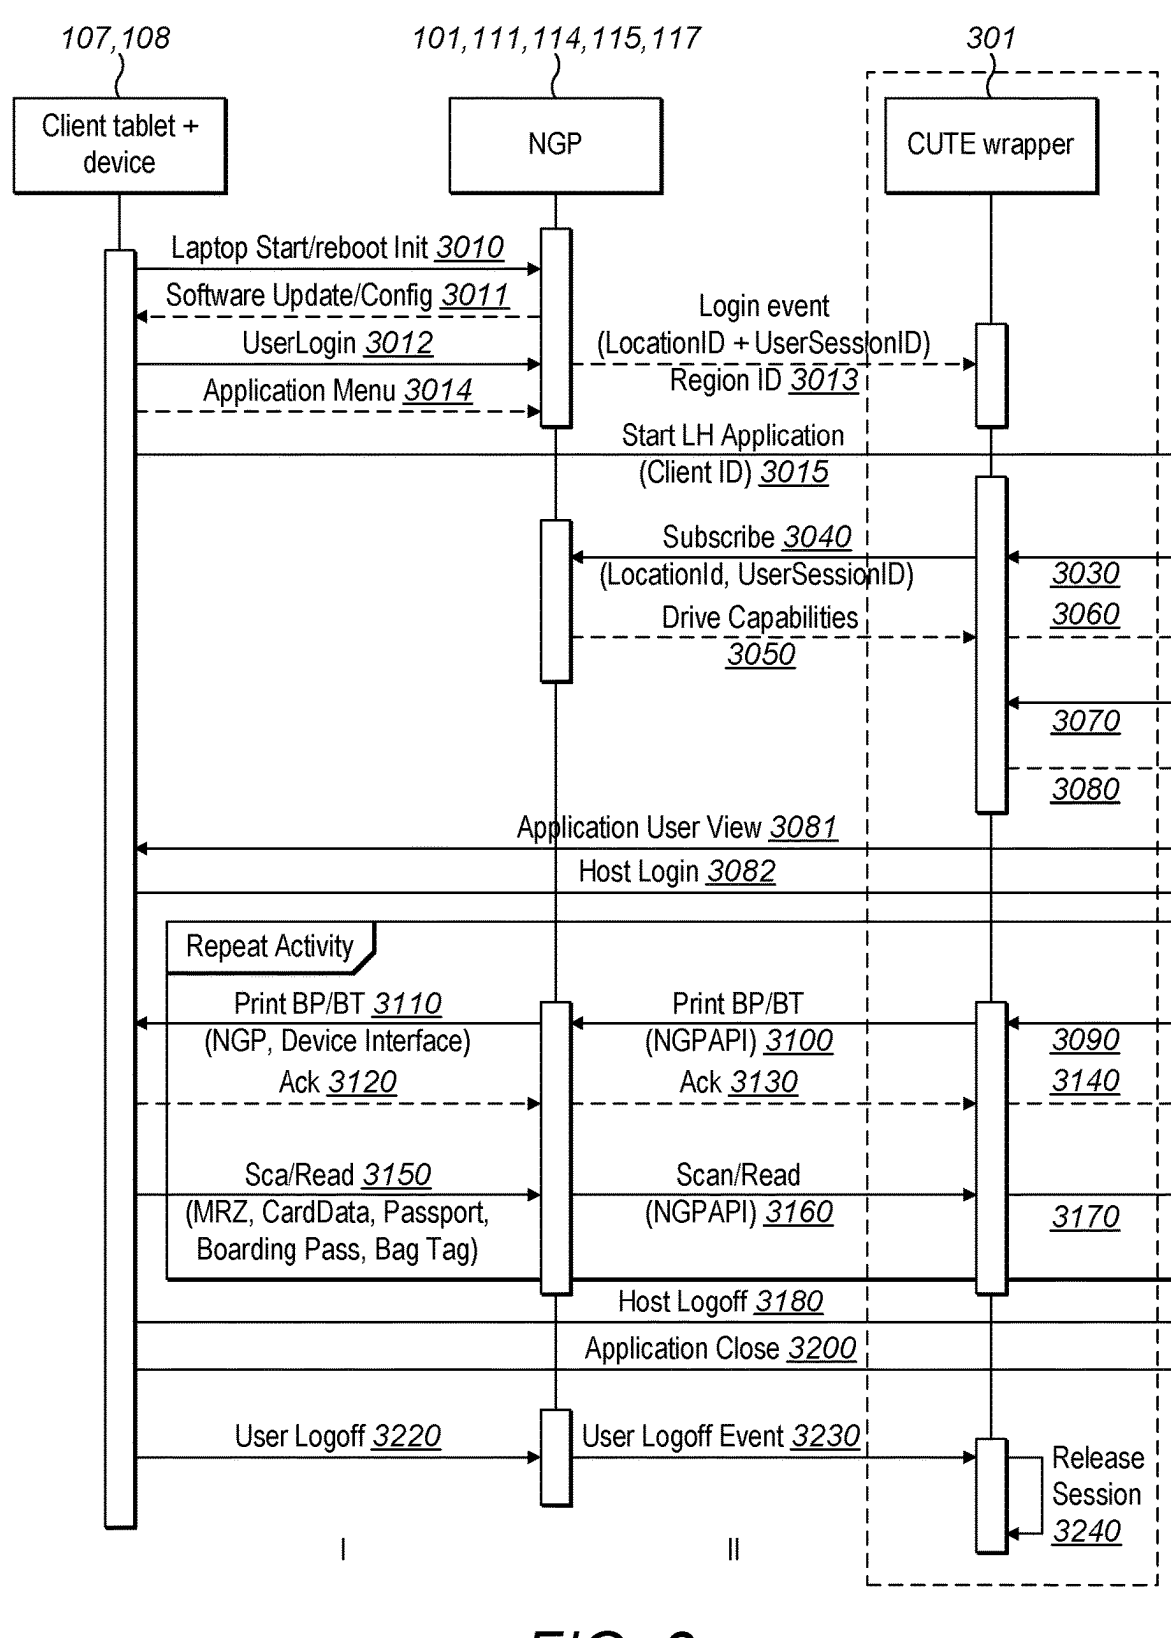 107,108
101,111,114,115,117
301
Client tablet +
device
NGP
CUTE wrapper
Laptop Start/reboot Init 3010
Software Update/Config 3011
UserLogin 3012
Login event
(LocationID + UserSessionID)
Region ID 3013
Application Menu 3014
Start LH Application
(Client ID) 3015
Subscribe 3040
(LocationId, UserSessionID)
3030
Drive Capabilities
3050
3060
3070
3080
Application User View 3081
Host Login 3082
Repeat Activity
Print BP/BT 3110
(NGP, Device Interface)
Print BP/BT
(NGPAPI) 3100
3090
Ack 3120
Ack 3130
3140
Sca/Read 3150
(MRZ, CardData, Passport,
Boarding Pass, Bag Tag)
Scan/Read
(NGPAPI) 3160
3170
Host Logoff 3180
Application Close 3200
User Logoff 3220
User Logoff Event 3230
Release
Session
3240
I
II